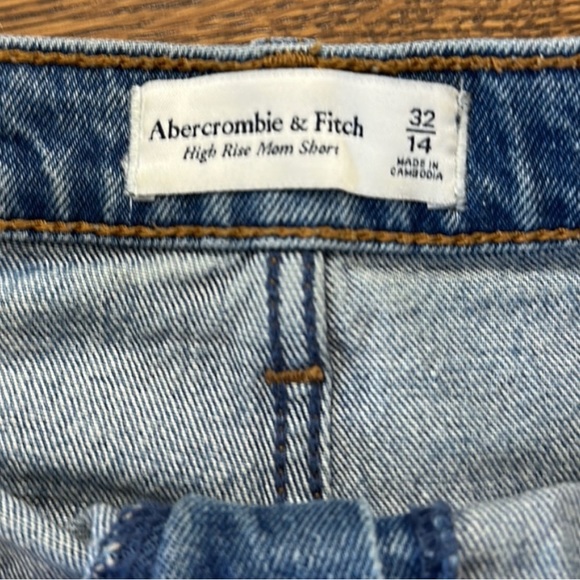 Abercrombie & Fitch
High Rise Mom Short
32
14
MADE IN
CAMBODIA